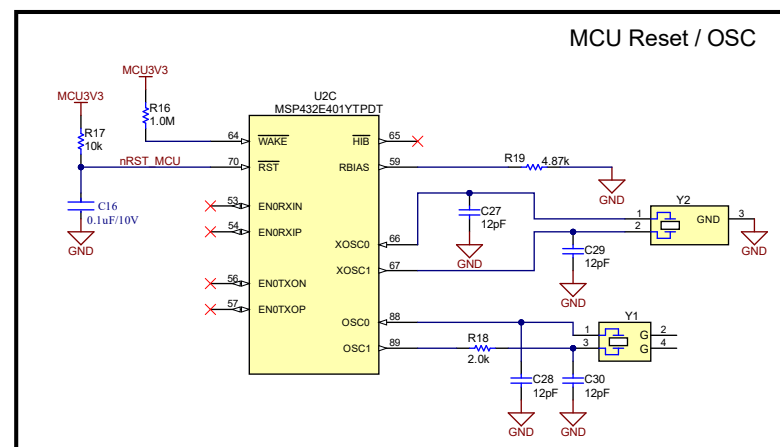 MCU Reset / OSC
MCU3V3
MCU3V3
R16
1.0M
R17
10k
nRST_MCU
C16
0.1uF/10V
GND
U2C
MSP432E401YTPDT
64 WAKE
70 RST
53 EN0RXIN
54 EN0RXIP
56 EN0TXON
57 EN0TXOP
HIB 65
RBIAS 59
XOSC0 66
XOSC1 67
OSC0 88
OSC1 89
R19 4.87k
GND
C27
12pF
GND
C29
12pF
GND
Y2
1
2
GND 3
GND
R18
2.0k
C28
12pF
GND
C30
12pF
GND
Y1
1 G 2
3 G 4